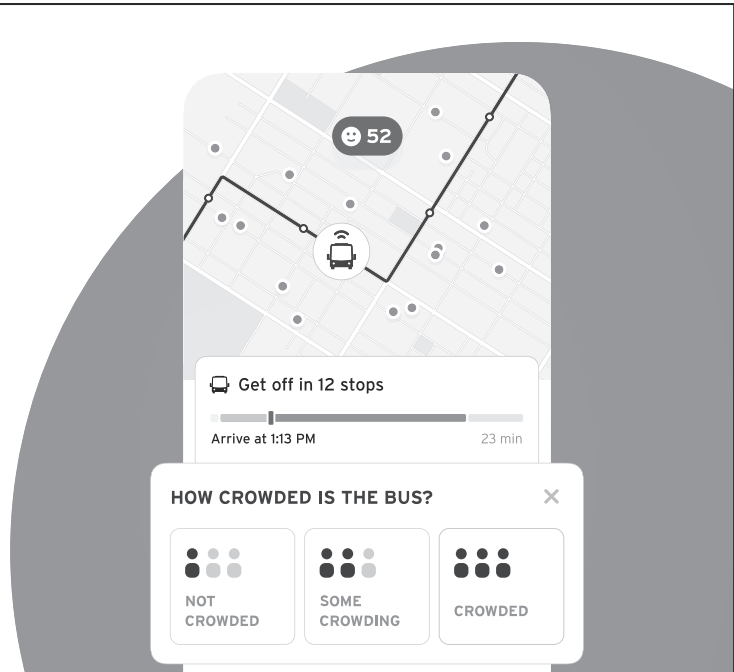 52
Get off in 12 stops
Arrive at 1:13 PM 23 min
HOW CROWDED IS THE BUS?
NOT
CROWDED
SOME
CROWDING
CROWDED